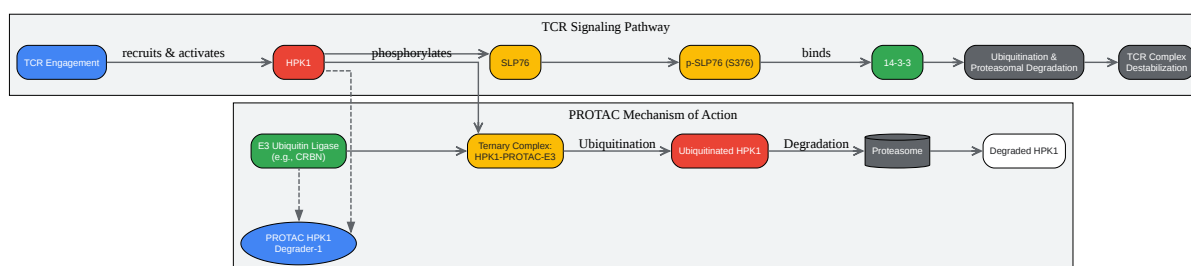 TCR Signaling Pathway
TCR Engagement
recruits & activates
HPK1
phosphorylates
SLP76
p-SLP76 (S376)
binds
14-3-3
Ubiquitination &
Proteasomal Degradation
TCR Complex
Destabilization
PROTAC Mechanism of Action
E3 Ubiquitin Ligase
(e.g., CRBN)
Ternary Complex:
HPK1-PROTAC-E3
Ubiquitination
Ubiquitinated HPK1
Degradation
Proteasome
Degraded HPK1
PROTAC HPK1
Degrader-1